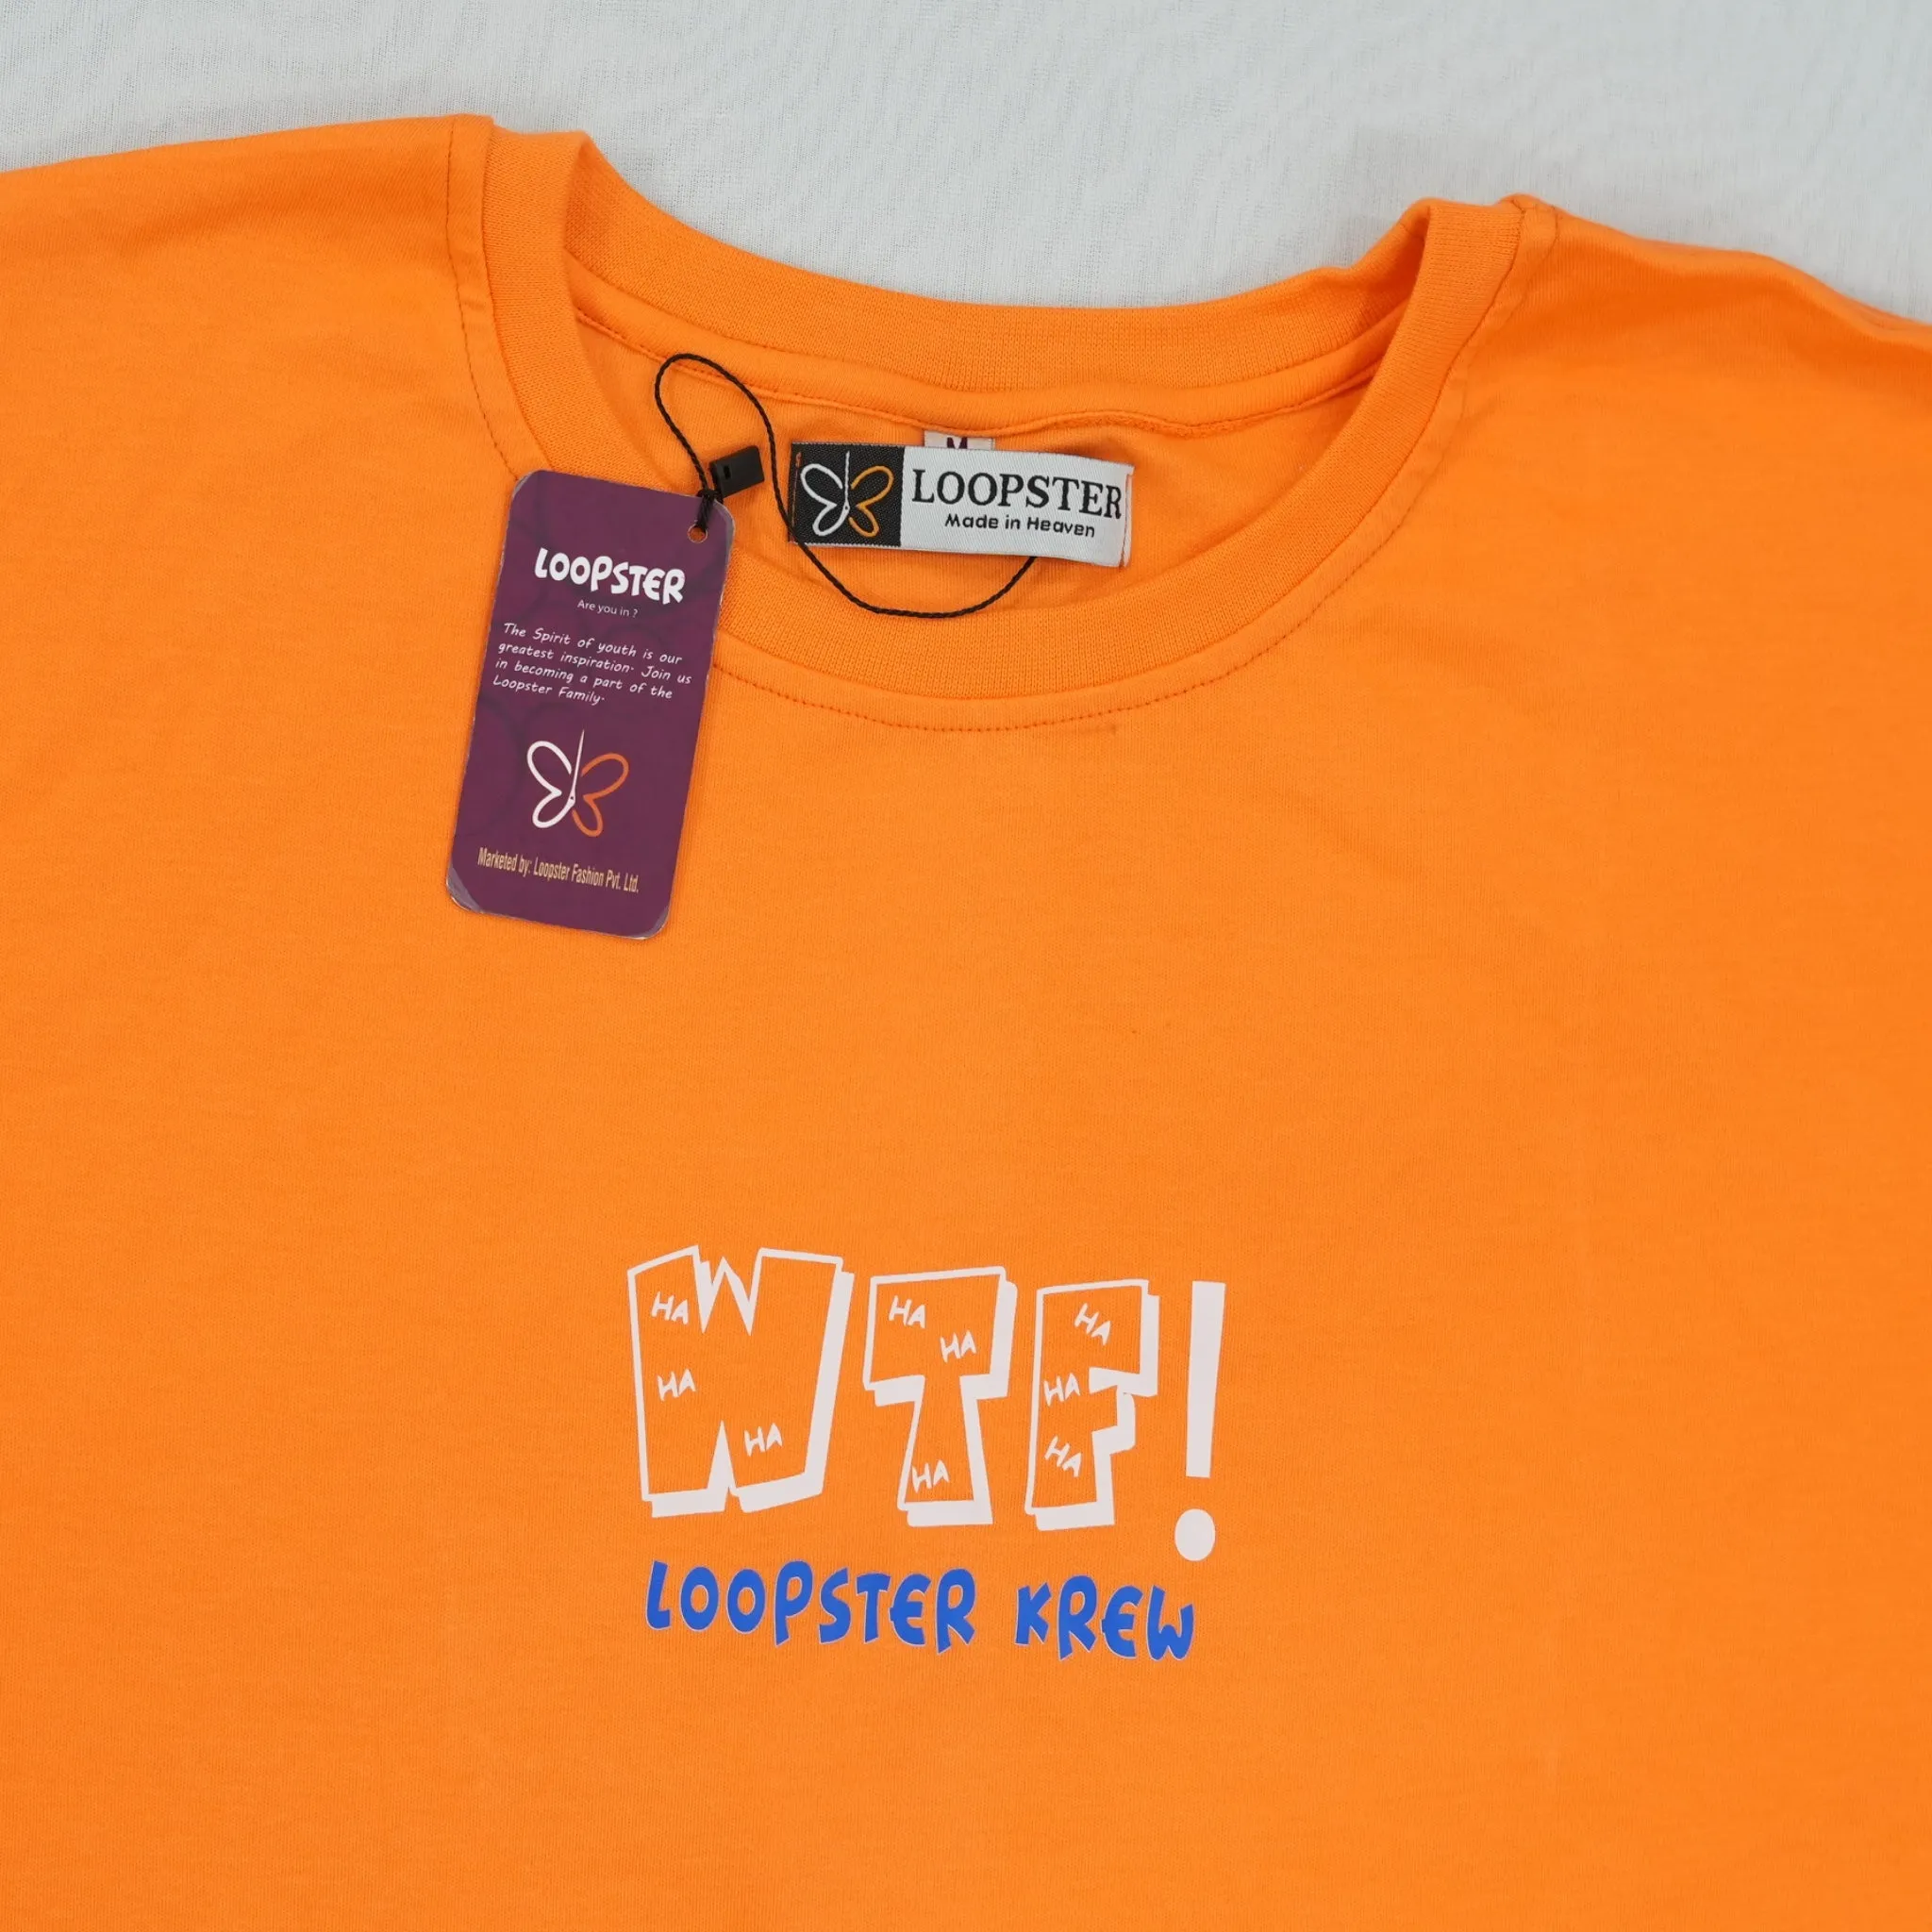 M
LOOPSTER
Made in Heaven
LOOPSTER
Are you in ?
The Spirit of youth is our
greatest inspiration. Join us
in becoming a part of the
Loopster Family.
Marketed by: Loopster Fashion Pvt. Ltd.
WTF!
HA
HA
HA
HA
HA
HA
HA
HA
HA
LOOPSTER KREW